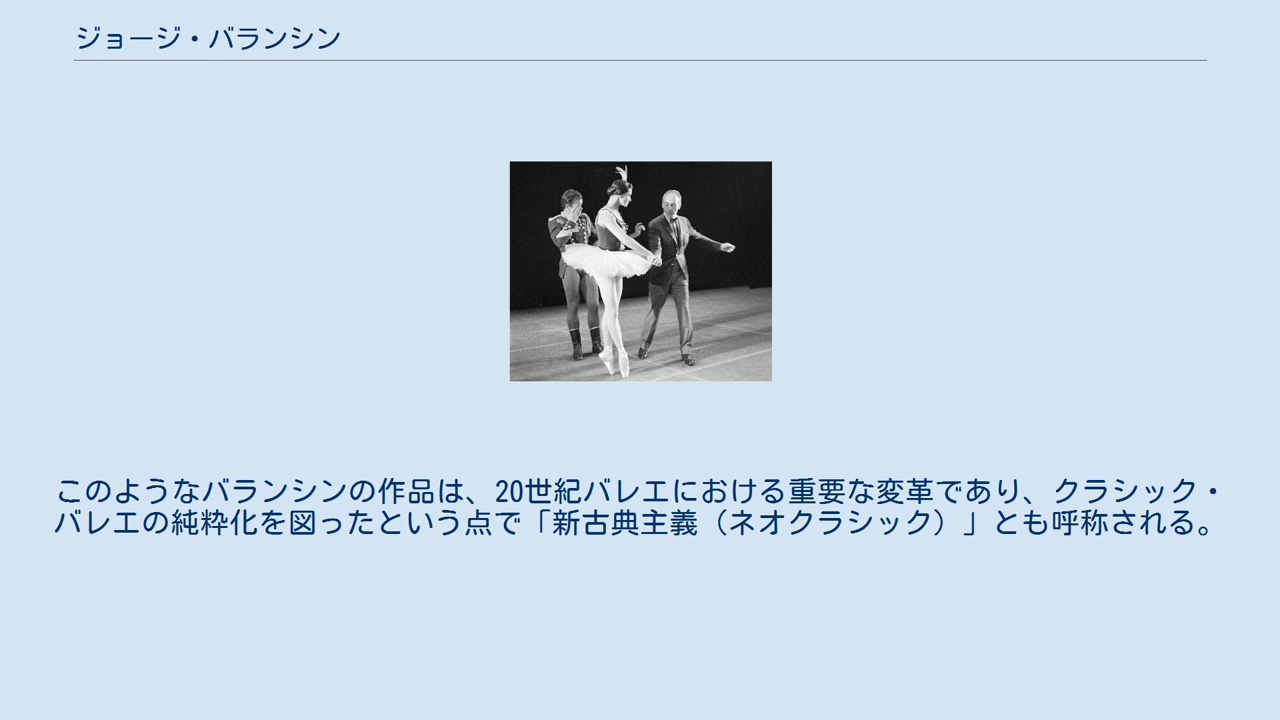 ジョージ・バランシン
このようなバランシンの作品は、20世紀バレエにおける重要な変革であり、クラシック・
バレエの純粋化を図ったという点で「新古典主義（ネオクラシック）」とも呼称される。